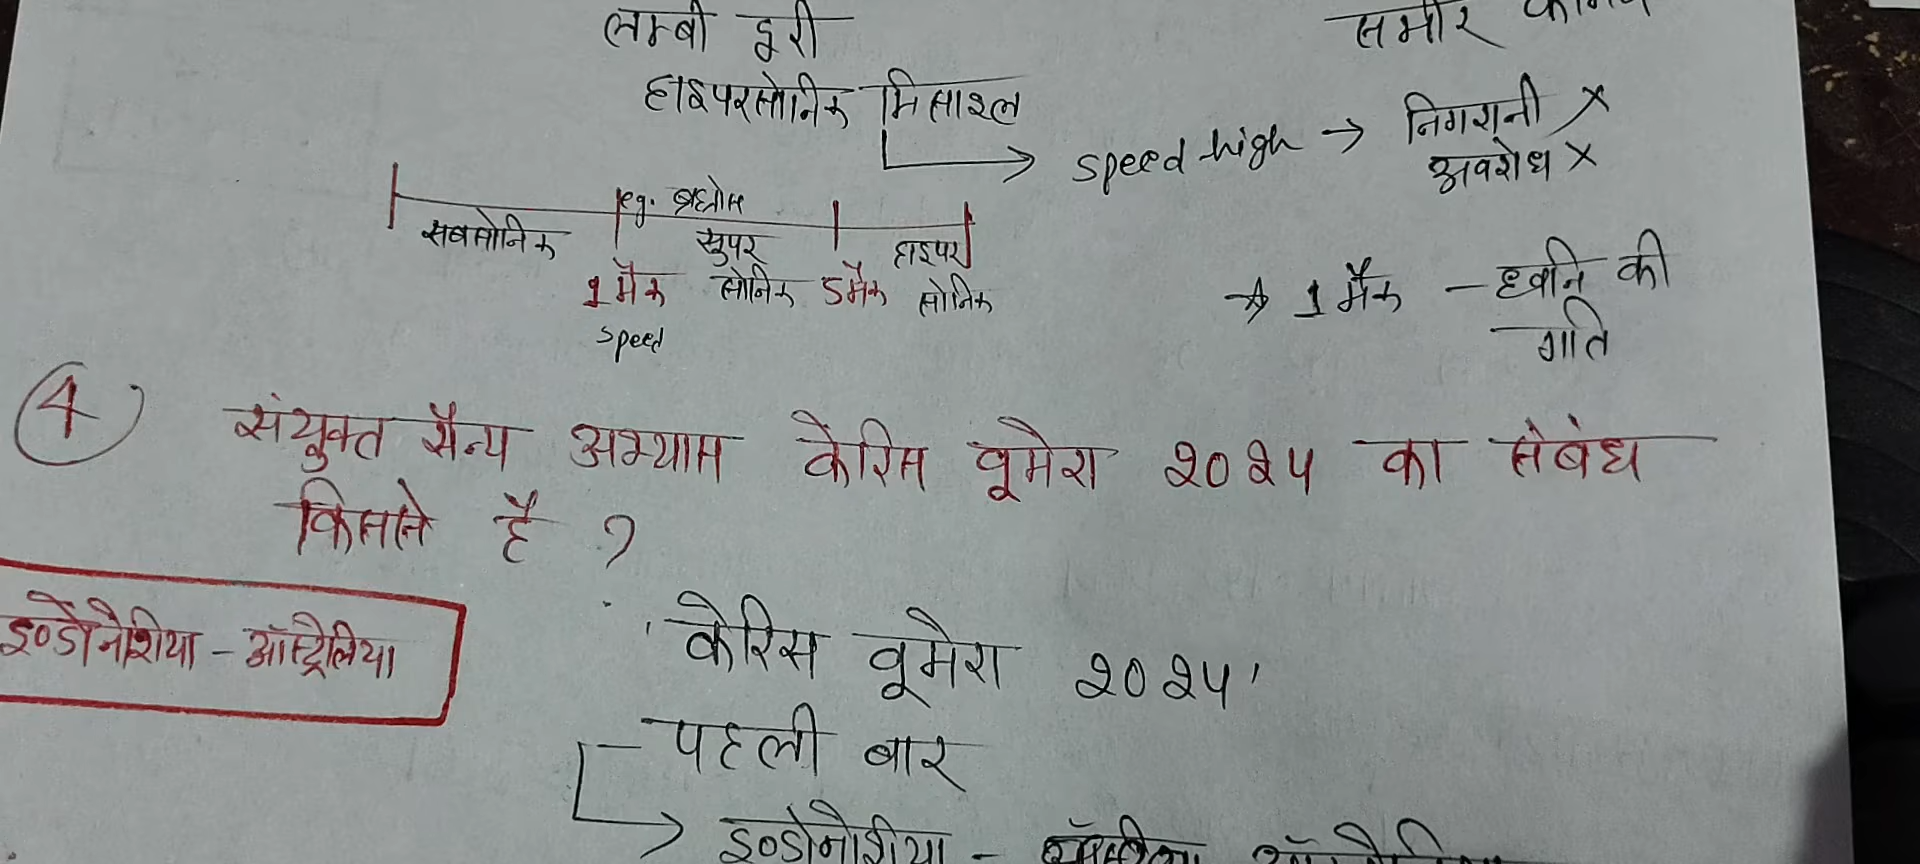 लम्बी दूरी
समीर
हाइपरसोनिक मिसाइल
speed high → निगरानी ×
अवरोध ×
eg. ब्रह्मोस
सबसोनिक सुपर हाइपर
1 मैक सोनिक 5 मैक सोनिक
speed
→ 1 मैक – ध्वनि की
गति
4 संयुक्त सैन्य अभ्यास केरिस वूमेरा 2024 का संबंध
किससे है ?
इण्डोनेशिया - ऑस्ट्रेलिया
'केरिस वूमेरा 2024'
पहली बार
→ इण्डोनेशिया -